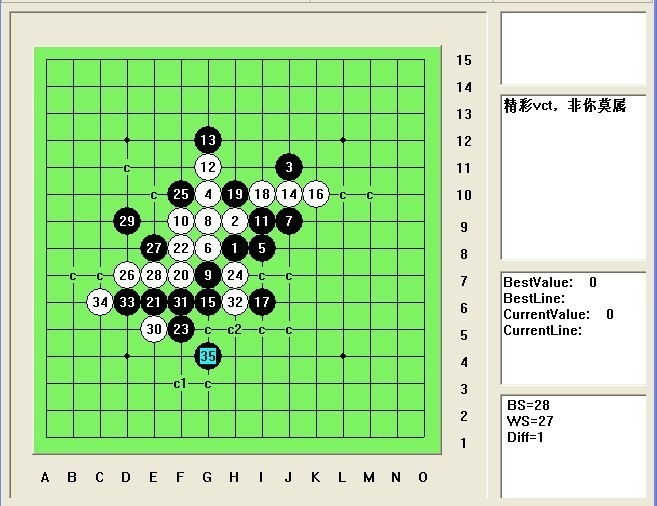 精彩vct，非你莫属
15
14
13
13
12
c 12 3 11
c 25 4 19 18 14 16 c c 10
29 10 8 2 11 7 9
27 22 6 1 5 8
c c 26 28 20 9 24 c c 7
34 33 21 31 15 32 17 6
30 23 c c2 c c 5
35 4
c1 c 3
2
1
A B C D E F G H I J K L M N O
BestValue: 0
BestLine:
CurrentValue: 0
CurrentLine:
BS=28
WS=27
Diff=1